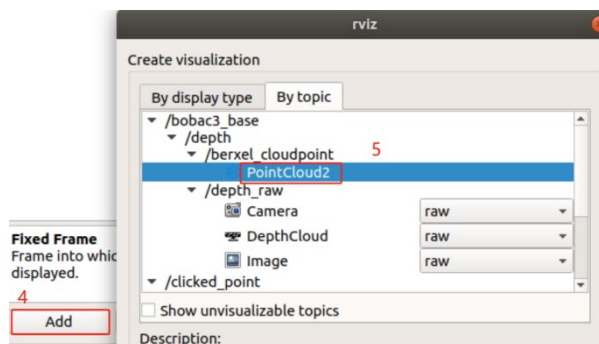 rviz
Create visualization
By display type
By topic
/bobac3_base
/depth
/berxel_cloudpoint
5
PointCloud2
/depth_raw
Camera
raw
DepthCloud
raw
Image
raw
/clicked_point
Show unvisualizable topics
Description:
Fixed Frame
Frame into whic
displayed.
4
Add